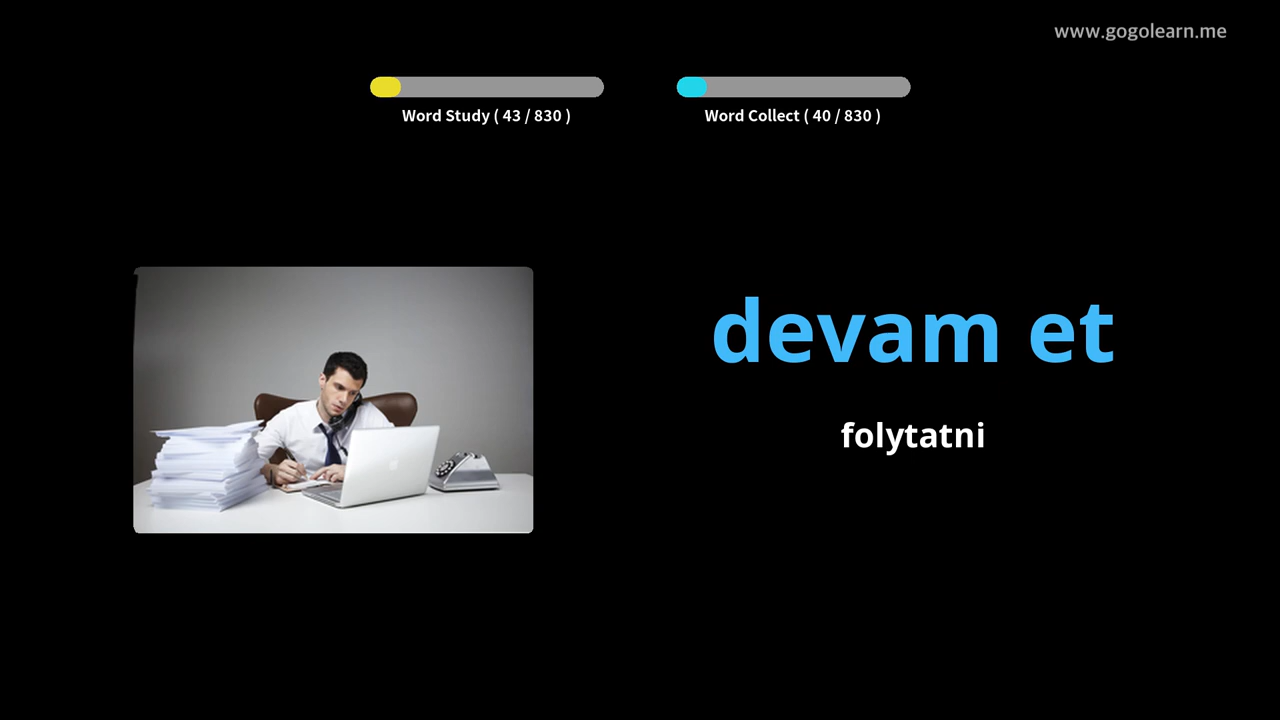 www.gogolearn.me
Word Study ( 43 / 830 )
Word Collect ( 40 / 830 )
devam et
folytatni